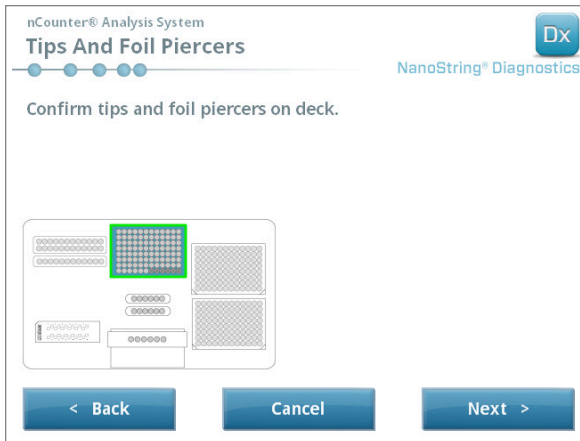 nCounter® Analysis System
Tips And Foil Piercers
Dx
NanoString® Diagnostics
Confirm tips and foil piercers on deck.
< Back
Cancel
Next >